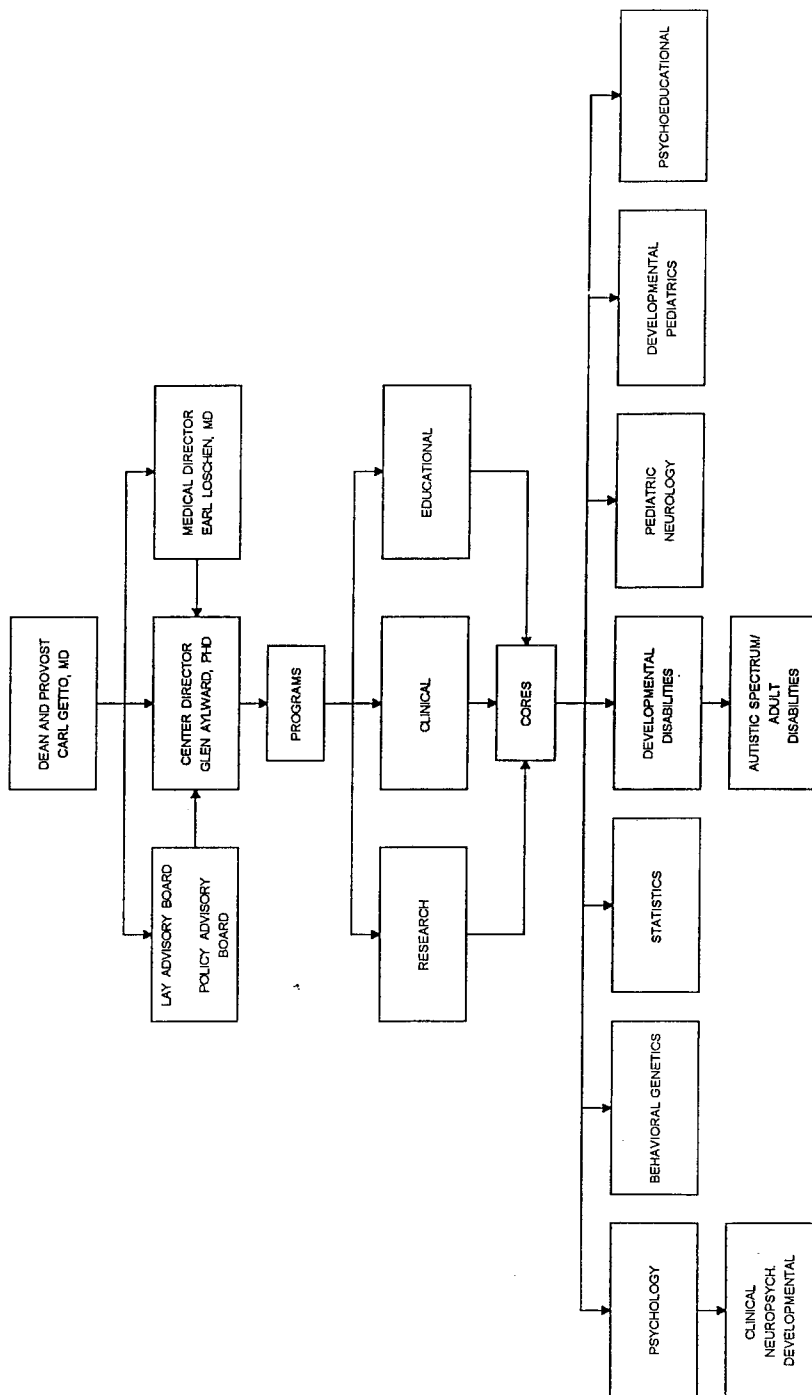 DEAN AND PROVOST
CARL GETTO, MD
LAY ADVISORY BOARD
POLICY ADVISORY
BOARD
CENTER DIRECTOR
GLEN AYLWARD, PHD
MEDICAL DIRECTOR
EARL LOSCHEN, MD
PROGRAMS
RESEARCH
CLINICAL
EDUCATIONAL
CORES
PSYCHOLOGY
BEHAVIORAL GENETICS
STATISTICS
DEVELOPMENTAL
DISABILITIES
PEDIATRIC
NEUROLOGY
DEVELOPMENTAL
PEDIATRICS
PSYCHOEDUCATIONAL
CLINICAL
NEUROPSYCH.
DEVELOPMENTAL
AUTISTIC SPECTRUM/
ADULT
DISABILITIES